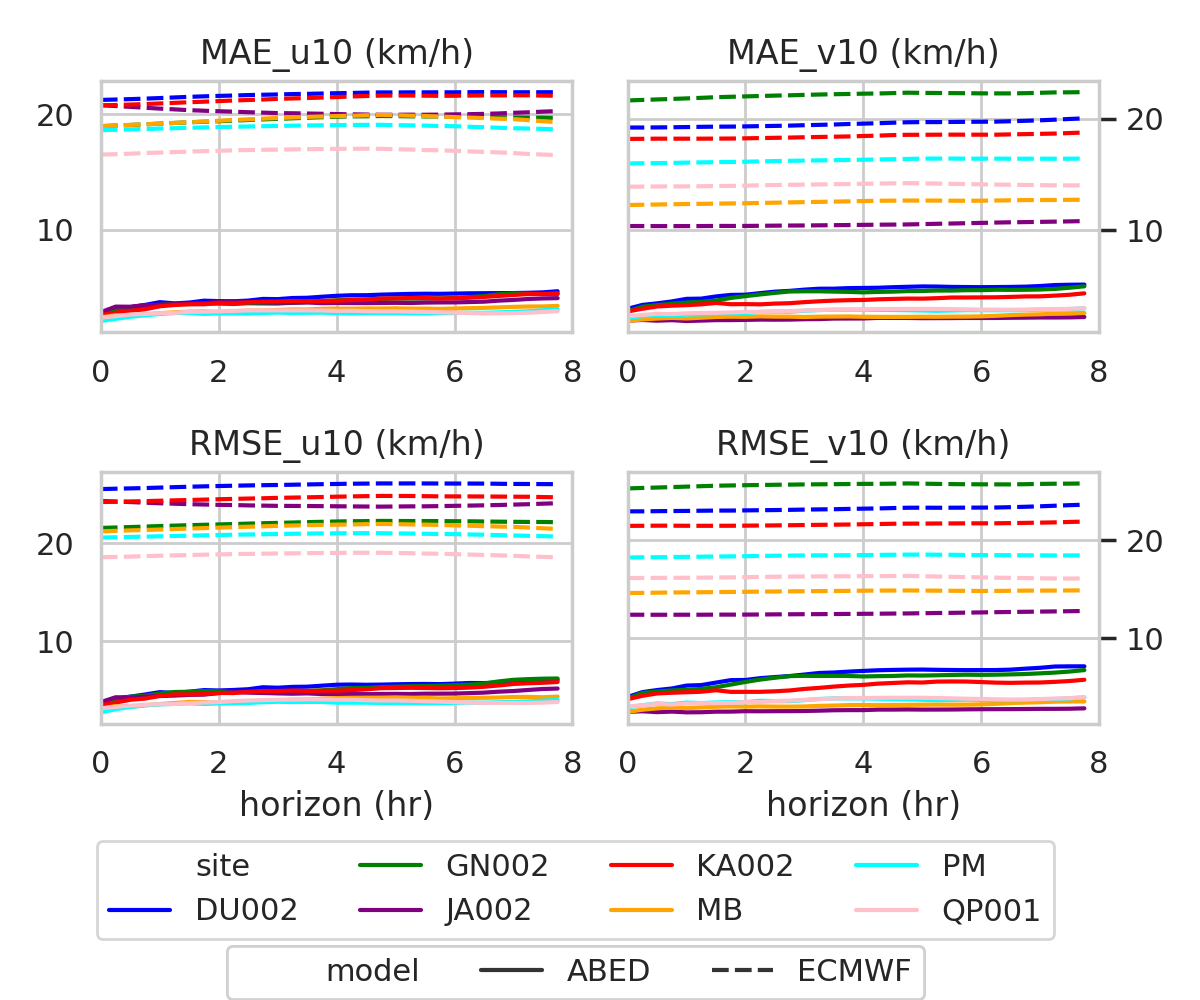 MAE_u10 (km/h) MAE_v10 (km/h)
20 20
10 10
0 2 4 6 8 0 2 4 6 8
RMSE_u10 (km/h) RMSE_v10 (km/h)
20 20
10 10
0 2 4 6 8 0 2 4 6 8
horizon (hr) horizon (hr)
site GN002 KA002 PM
DU002 JA002 MB QP001
model ABED ECMWF